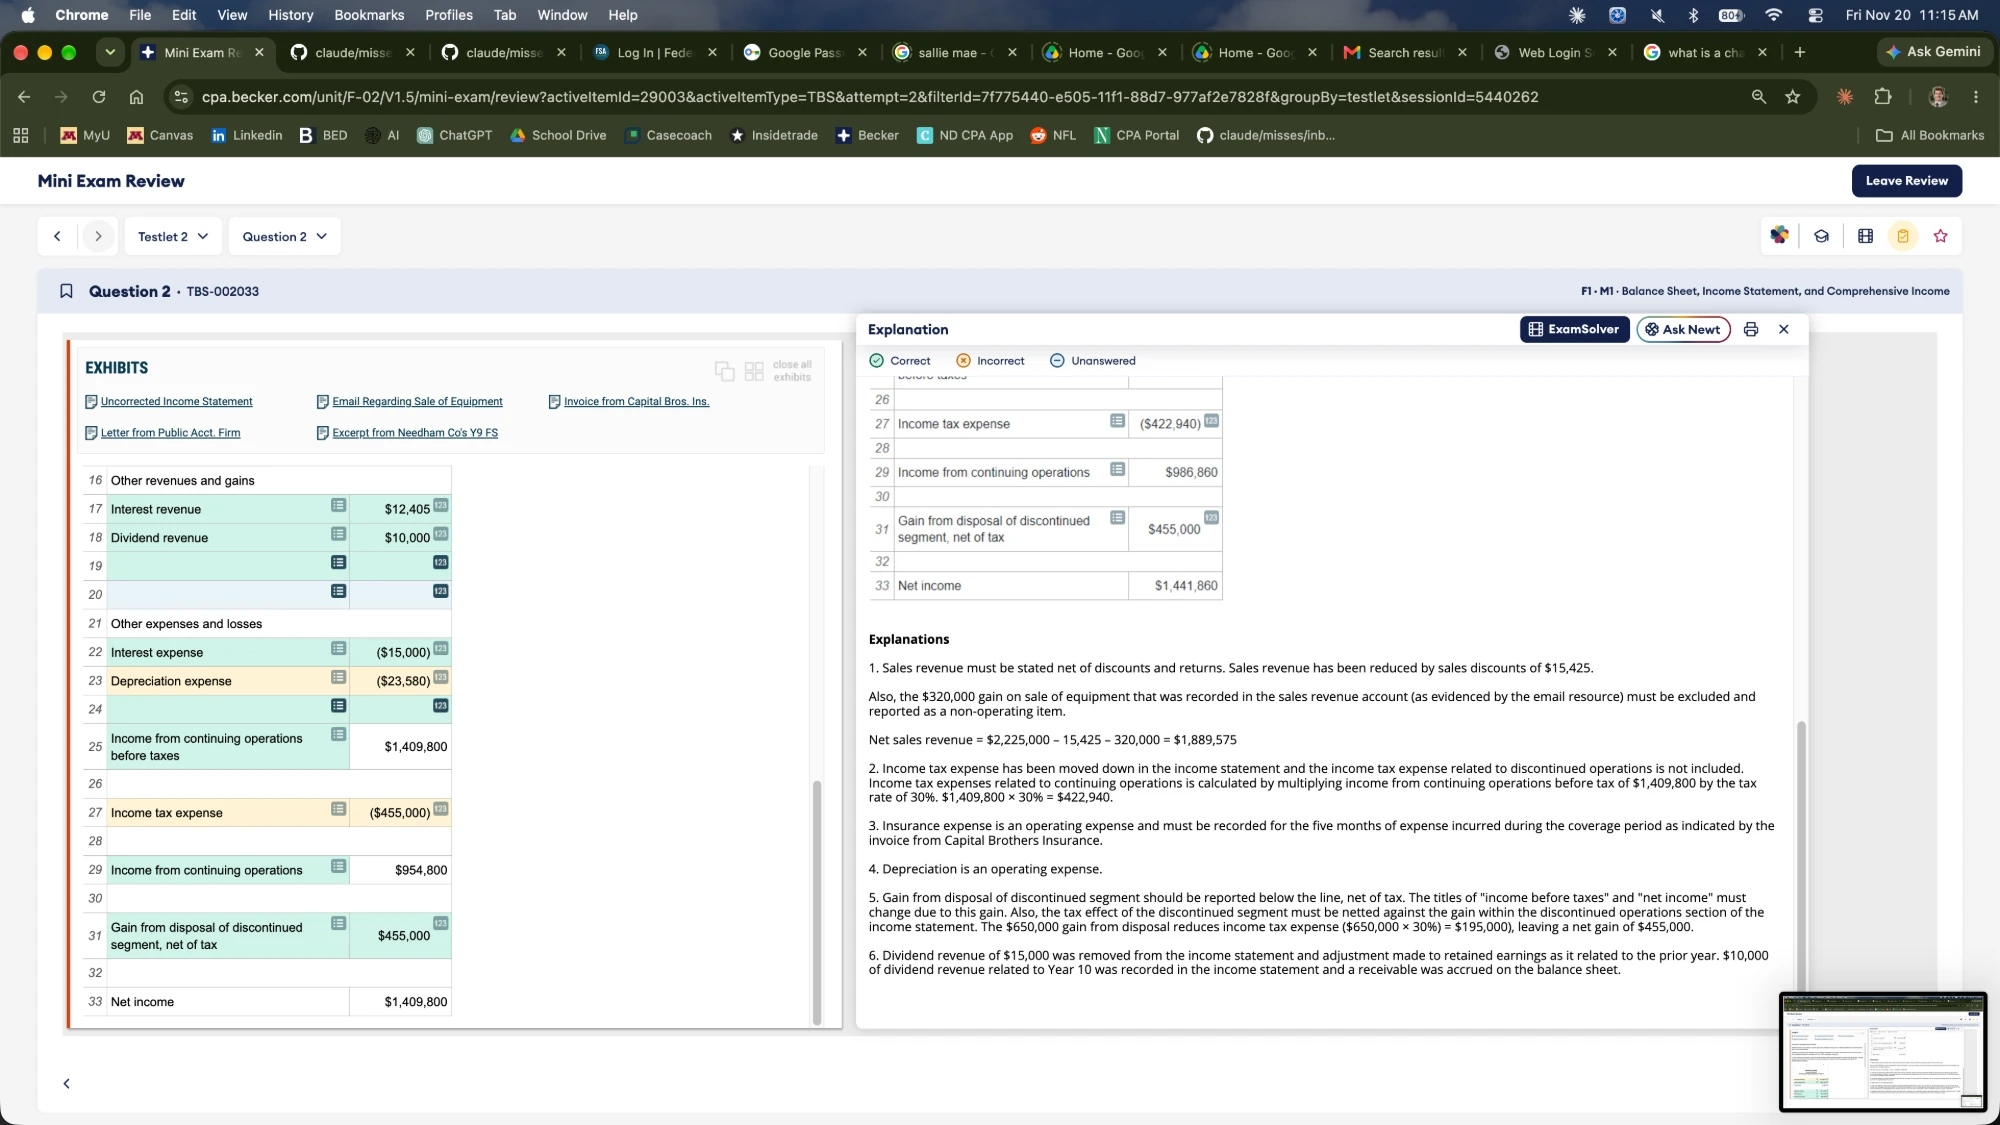 Chrome File Edit View History Bookmarks Profiles Tab Window Help 80 Fri Nov 20 11:15 AM
Mini Exam Re claude/misse claude/misse FSA Log In | Fede Google Pass sallie mae - Home - Goog Home - Goog Search resul Web Login S what is a cha Ask Gemini
cpa.becker.com/unit/F-02/V1.5/mini-exam/review?activeItemId=29003&activeItemType=TBS&attempt=2&filterId=7f775440-e505-11f1-88d7-977af2e7828f&groupBy=testlet&sessionId=5440262
MyU Canvas Linkedin BED AI ChatGPT School Drive Casecoach Insidetrade Becker ND CPA App NFL CPA Portal claude/misses/inb... All Bookmarks
Mini Exam Review
Leave Review
Testlet 2 Question 2
Question 2 • TBS-002033
F1 • M1 • Balance Sheet, Income Statement, and Comprehensive Income
EXHIBITS
close all
exhibits
Uncorrected Income Statement Email Regarding Sale of Equipment Invoice from Capital Bros. Ins.
Letter from Public Acct. Firm Excerpt from Needham Co's Y9 FS
16 Other revenues and gains
17 Interest revenue $12,405 123
18 Dividend revenue $10,000 123
19 123
20 123
21 Other expenses and losses
22 Interest expense ($15,000) 123
23 Depreciation expense ($23,580) 123
24 123
25 Income from continuing operations
before taxes $1,409,800
26
27 Income tax expense ($455,000) 123
28
29 Income from continuing operations $954,800
30
31 Gain from disposal of discontinued
segment, net of tax $455,000 123
32
33 Net income $1,409,800
Explanation
ExamSolver Ask Newt
Correct Incorrect Unanswered
before taxes
26
27 Income tax expense ($422,940) 123
28
29 Income from continuing operations $986,860
30
31 Gain from disposal of discontinued
segment, net of tax $455,000 123
32
33 Net income $1,441,860
Explanations
1. Sales revenue must be stated net of discounts and returns. Sales revenue has been reduced by sales discounts of $15,425.
Also, the $320,000 gain on sale of equipment that was recorded in the sales revenue account (as evidenced by the email resource) must be excluded and
reported as a non-operating item.
Net sales revenue = $2,225,000 – 15,425 – 320,000 = $1,889,575
2. Income tax expense has been moved down in the income statement and the income tax expense related to discontinued operations is not included.
Income tax expenses related to continuing operations is calculated by multiplying income from continuing operations before tax of $1,409,800 by the tax
rate of 30%. $1,409,800 × 30% = $422,940.
3. Insurance expense is an operating expense and must be recorded for the five months of expense incurred during the coverage period as indicated by the
invoice from Capital Brothers Insurance.
4. Depreciation is an operating expense.
5. Gain from disposal of discontinued segment should be reported below the line, net of tax. The titles of "income before taxes" and "net income" must
change due to this gain. Also, the tax effect of the discontinued segment must be netted against the gain within the discontinued operations section of the
income statement. The $650,000 gain from disposal reduces income tax expense ($650,000 × 30%) = $195,000), leaving a net gain of $455,000.
6. Dividend revenue of $15,000 was removed from the income statement and adjustment made to retained earnings as it related to the prior year. $10,000
of dividend revenue related to Year 10 was recorded in the income statement and a receivable was accrued on the balance sheet.